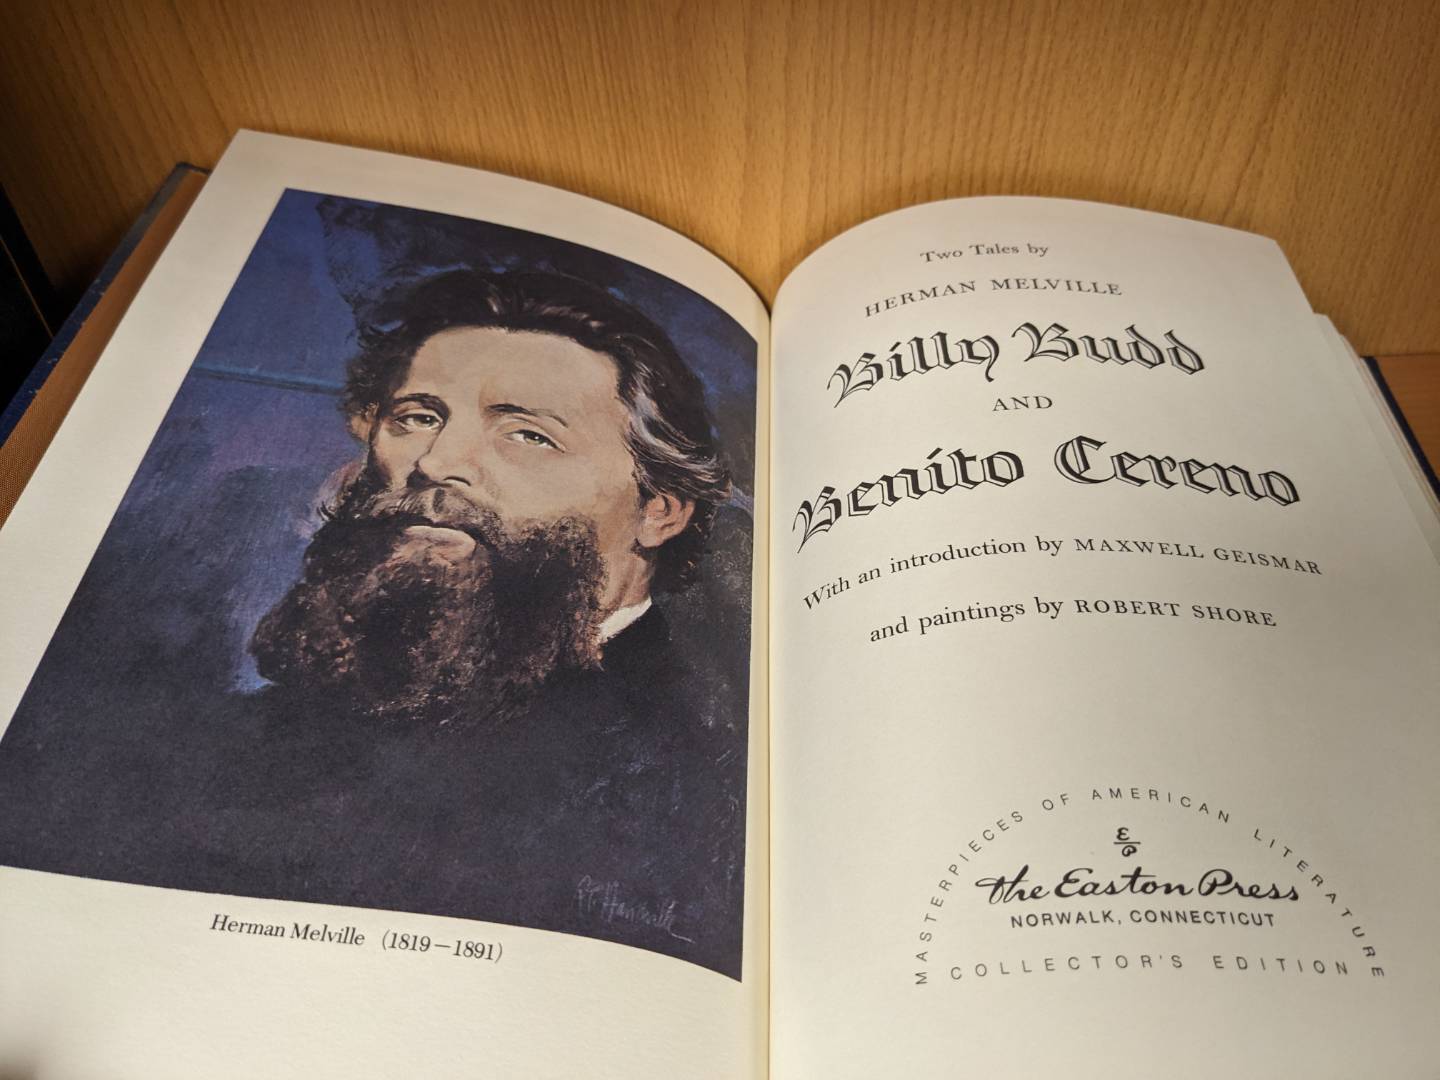 Herman Melville (1819—1891)
Two Tales by
HERMAN MELVILLE
Billy Budd
AND
Benito Cereno
With an introduction by MAXWELL GEISMAR
and paintings by ROBERT SHORE
MASTERPIECES OF AMERICAN LITERATURE
The Easton Press
NORWALK, CONNECTICUT
COLLECTOR'S EDITION